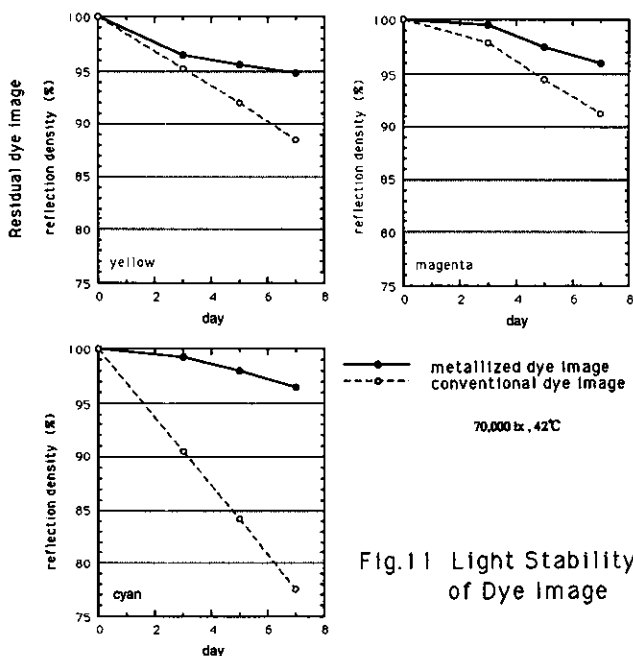 Residual dye image
reflection density (%)
100
95
90
85
80
75
yellow
0 2 4 6 8
day
reflection density (%)
100
95
90
85
80
75
magenta
0 2 4 6 8
day
reflection density (%)
100
95
90
85
78
75
cyan
0 2 4 6 8
day
metallized dye image
conventional dye image
70,000 lx , 42℃
Fig.11 Light Stability
of Dye Image